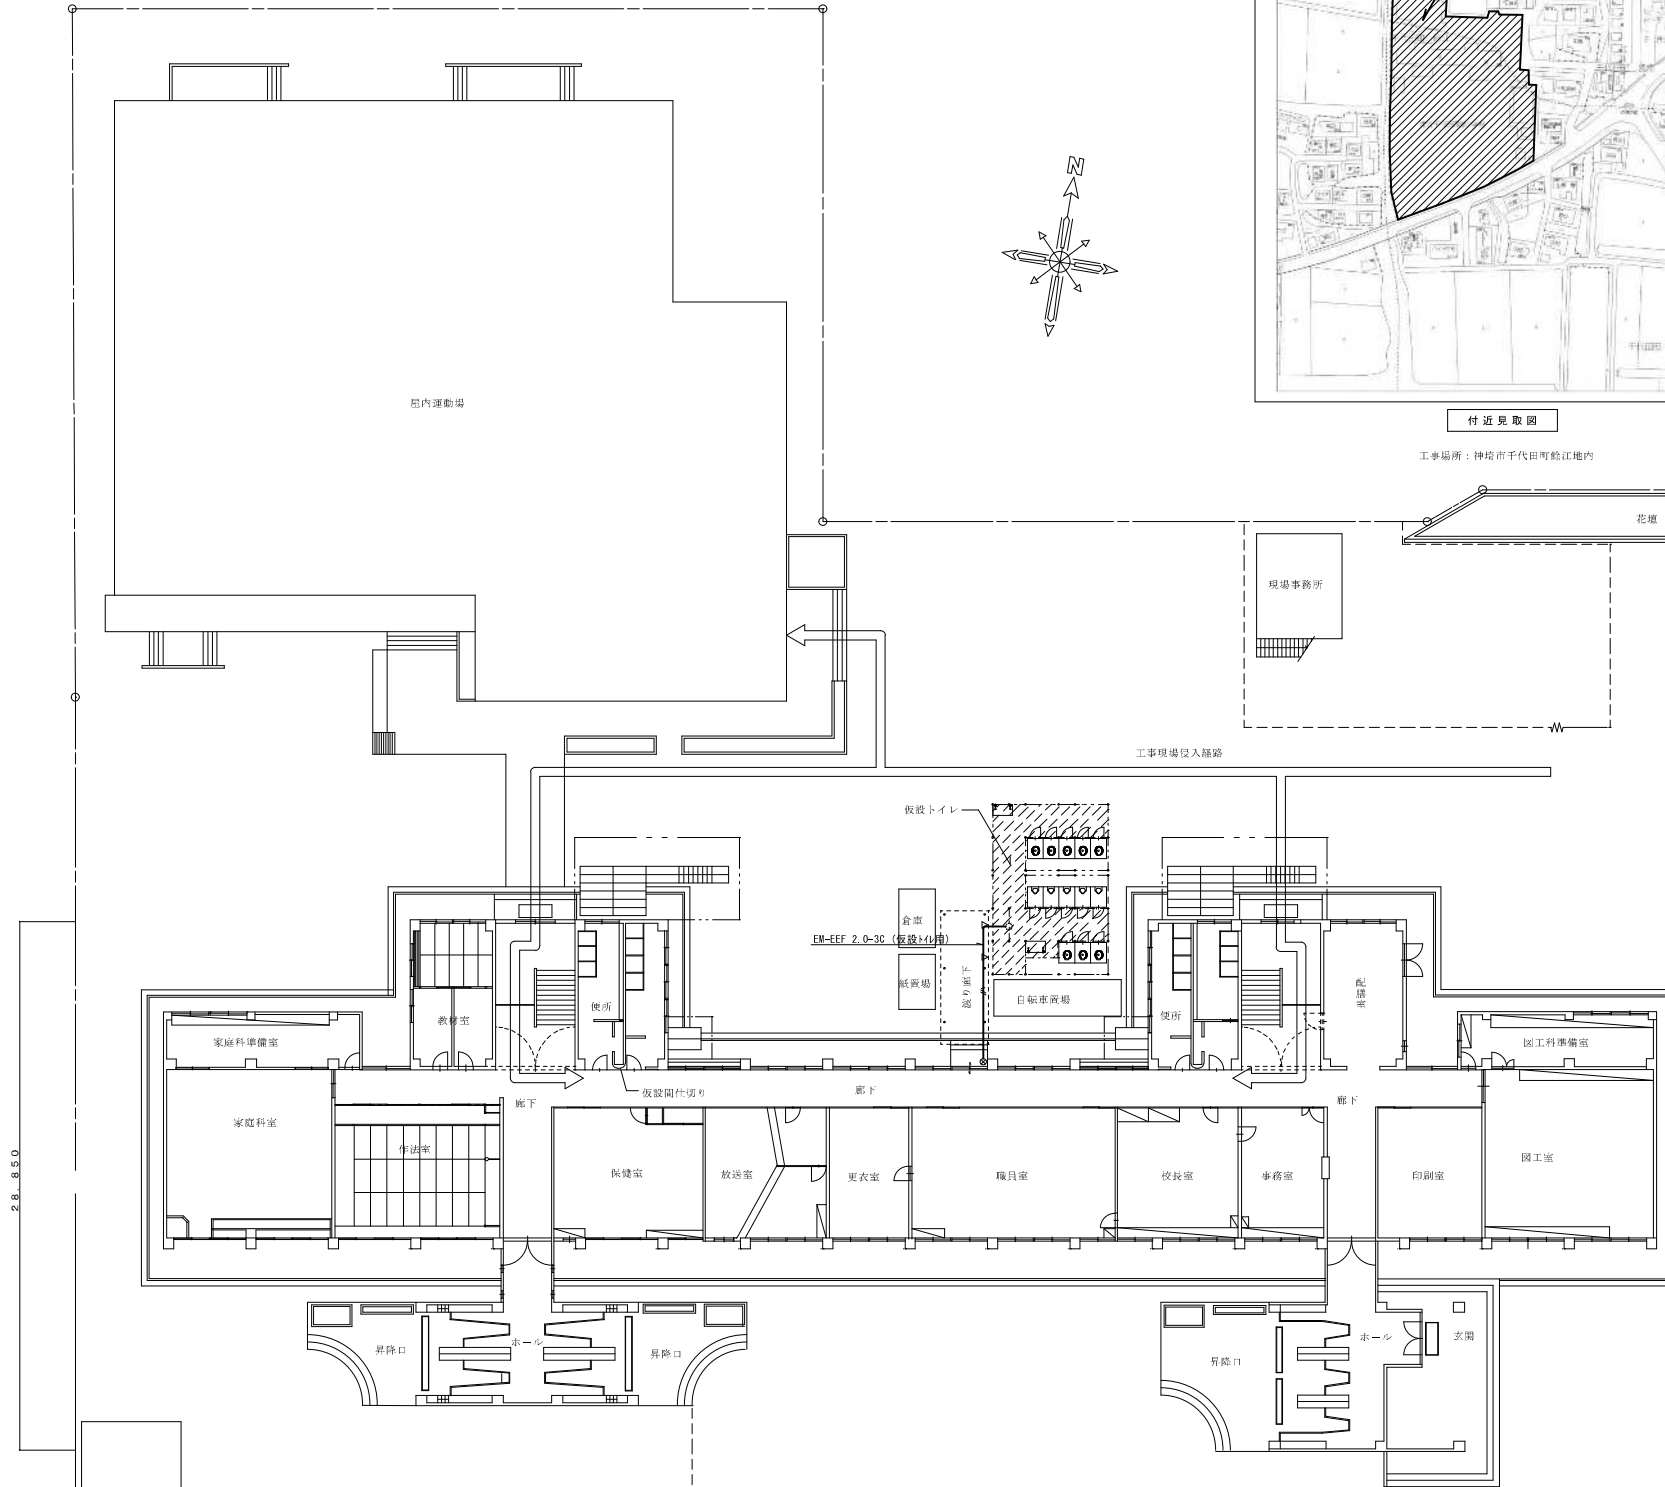 N
屋内運動場
付近見取図
工事場所：神埼市千代田町餘江地内
花壇
現場事務所
工事現場侵入経路
仮設トイレ
倉庫
EM-EEF 2.0-3C (仮設ﾄｲﾚ用)
紙置場
渡り廊下
自転車置場
便所
便所
配膳室
教材室
家庭科準備室
図工科準備室
仮設間仕切り
廊下
廊下
廊下
家庭科室
作法室
保健室
放送室
更衣室
職員室
校長室
事務室
印刷室
図工室
28,850
昇降口
ホール
昇降口
昇降口
ホール
玄関